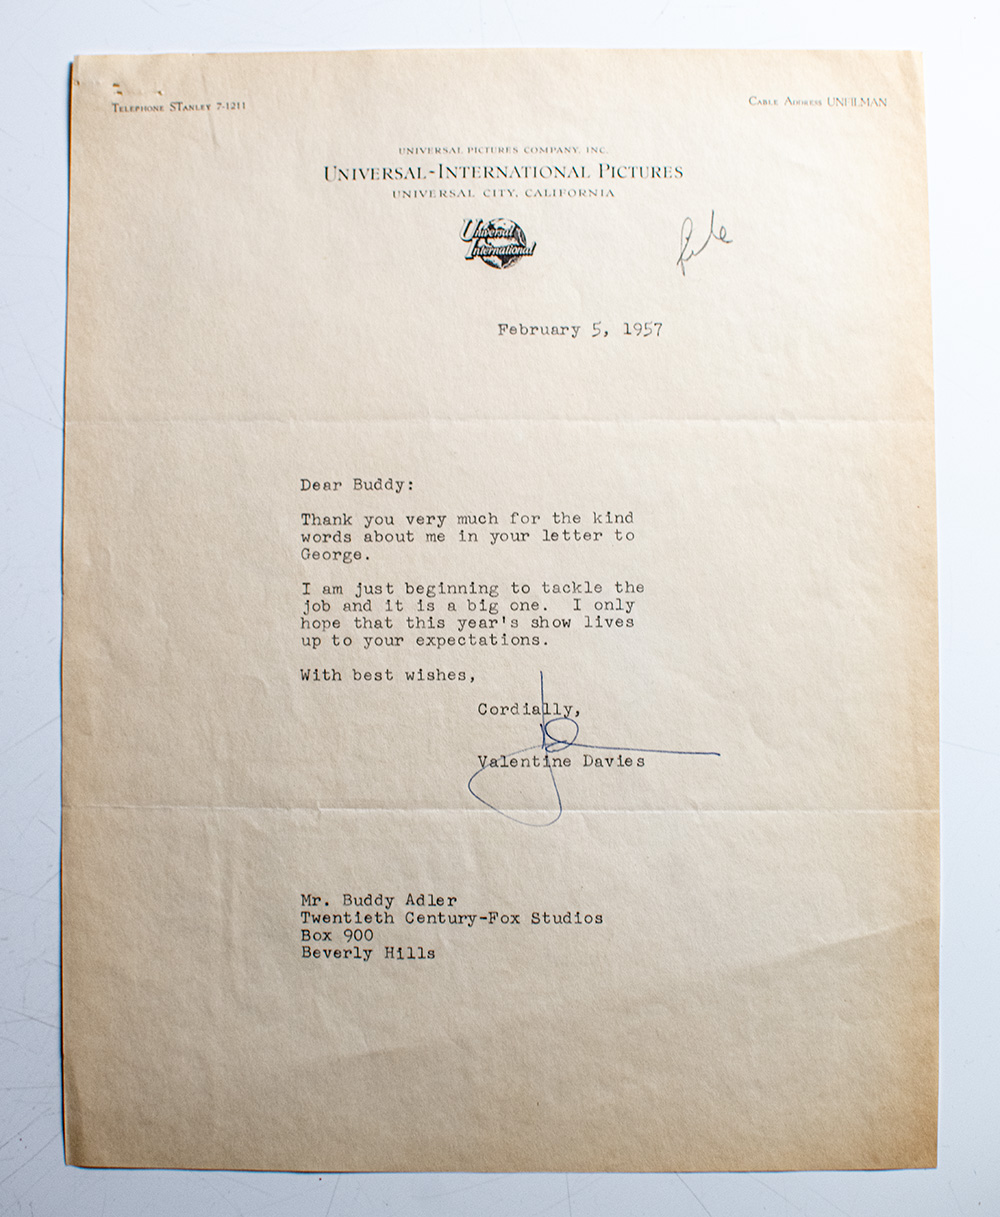 TELEPHONE STANLEY 7-1211
CABLE ADDRESS UNFILMAN
UNIVERSAL PICTURES COMPANY, INC.
UNIVERSAL-INTERNATIONAL PICTURES
UNIVERSAL CITY, CALIFORNIA
Universal
International
file
February 5, 1957
Dear Buddy:
Thank you very much for the kind
words about me in your letter to
George.
I am just beginning to tackle the
job and it is a big one.  I only
hope that this year's show lives
up to your expectations.
With best wishes,
Cordially,
Valentine Davies
Mr. Buddy Adler
Twentieth Century-Fox Studios
Box 900
Beverly Hills